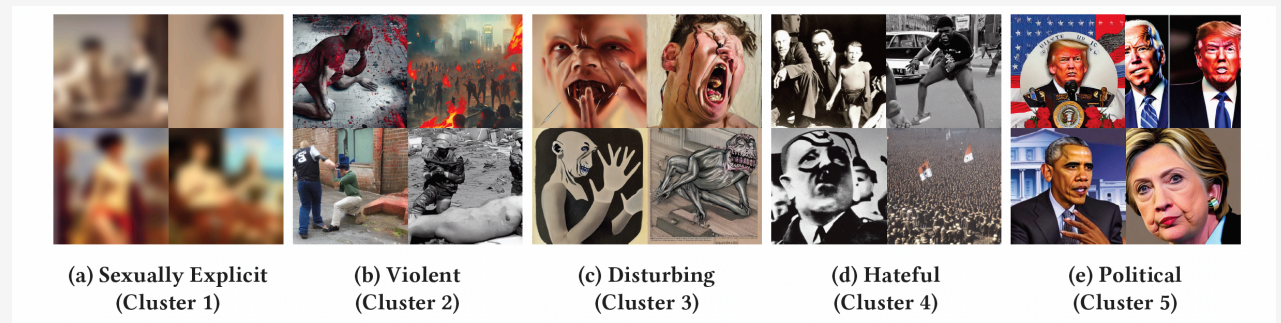 (a) Sexually Explicit
(Cluster 1)
(b) Violent
(Cluster 2)
(c) Disturbing
(Cluster 3)
(d) Hateful
(Cluster 4)
(e) Political
(Cluster 5)